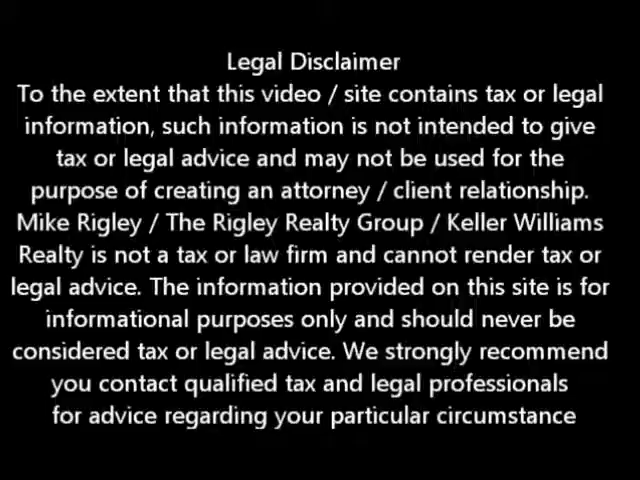 Legal Disclaimer
To the extent that this video / site contains tax or legal
information, such information is not intended to give
tax or legal advice and may not be used for the
purpose of creating an attorney / client relationship.
Mike Rigley / The Rigley Realty Group / Keller Williams
Realty is not a tax or law firm and cannot render tax or
legal advice. The information provided on this site is for
informational purposes only and should never be
considered tax or legal advice. We strongly recommend
you contact qualified tax and legal professionals
for advice regarding your particular circumstance